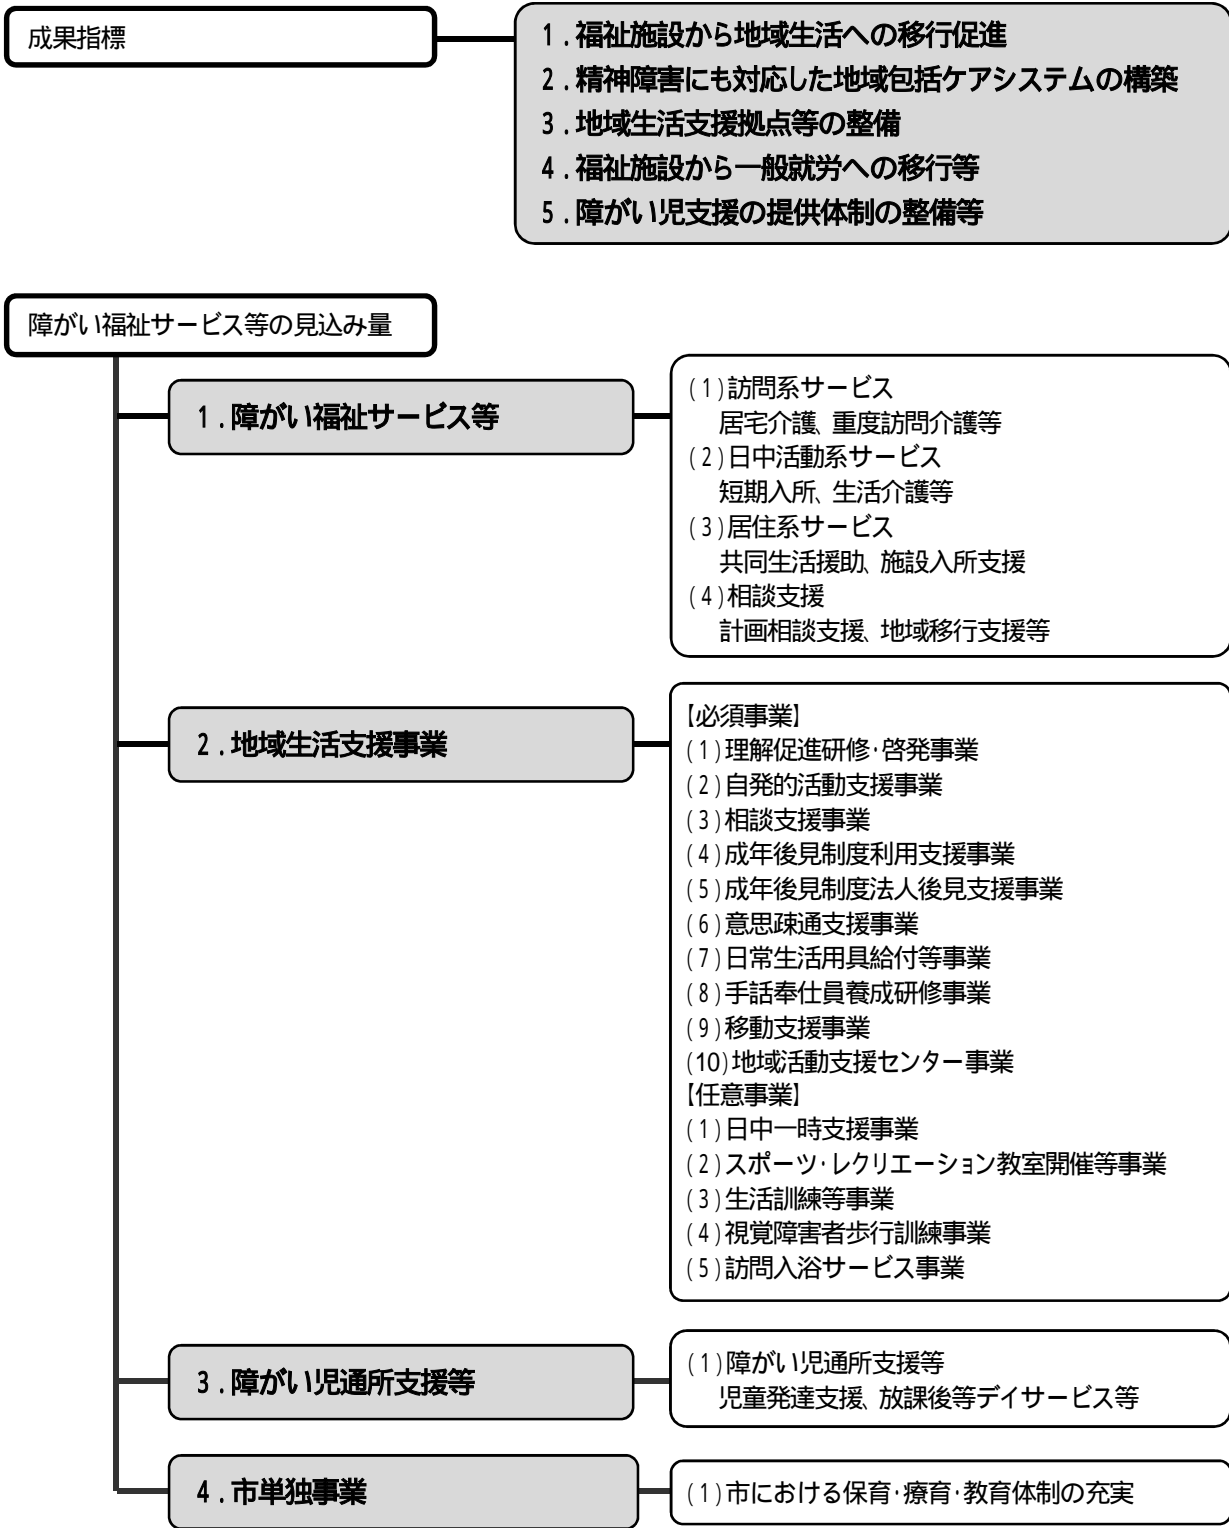 成果指標
1．福祉施設から地域生活への移行促進
2．精神障害にも対応した地域包括ケアシステムの構築
3．地域生活支援拠点等の整備
4．福祉施設から一般就労への移行等
5．障がい児支援の提供体制の整備等
障がい福祉サービス等の見込み量
1．障がい福祉サービス等
(1)訪問系サービス
居宅介護、重度訪問介護等
(2)日中活動系サービス
短期入所、生活介護等
(3)居住系サービス
共同生活援助、施設入所支援
(4)相談支援
計画相談支援、地域移行支援等
2．地域生活支援事業
【必須事業】
(1)理解促進研修・啓発事業
(2)自発的活動支援事業
(3)相談支援事業
(4)成年後見制度利用支援事業
(5)成年後見制度法人後見支援事業
(6)意思疎通支援事業
(7)日常生活用具給付等事業
(8)手話奉仕員養成研修事業
(9)移動支援事業
(10)地域活動支援センター事業
【任意事業】
(1)日中一時支援事業
(2)スポーツ・レクリエーション教室開催等事業
(3)生活訓練等事業
(4)視覚障害者歩行訓練事業
(5)訪問入浴サービス事業
3．障がい児通所支援等
(1)障がい児通所支援等
児童発達支援、放課後等デイサービス等
4．市単独事業
(1)市における保育・療育・教育体制の充実